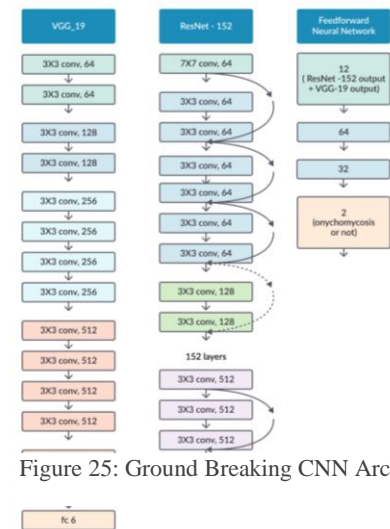 VGG_19
3X3 conv, 64
3X3 conv, 64
3X3 conv, 128
3X3 conv, 128
3X3 conv, 256
3X3 conv, 256
3X3 conv, 256
3X3 conv, 256
3X3 conv, 512
3X3 conv, 512
3X3 conv, 512
3X3 conv, 512
ResNet - 152
7X7 conv, 64
3X3 conv, 64
3X3 conv, 64
3X3 conv, 64
3X3 conv, 64
3X3 conv, 64
3X3 conv, 64
3X3 conv, 128
3X3 conv, 128
152 layers
3X3 conv, 512
3X3 conv, 512
3X3 conv, 512
Feedforward
Neural Network
12
( ResNet -152 output
+ VGG-19 output)
64
32
2
(onychomycosis
or not)
Figure 25: Ground Breaking CNN Arc
fc 6